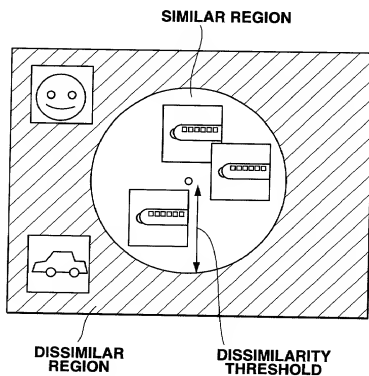 SIMILAR REGION
DISSIMILAR
REGION
DISSIMILARITY
THRESHOLD